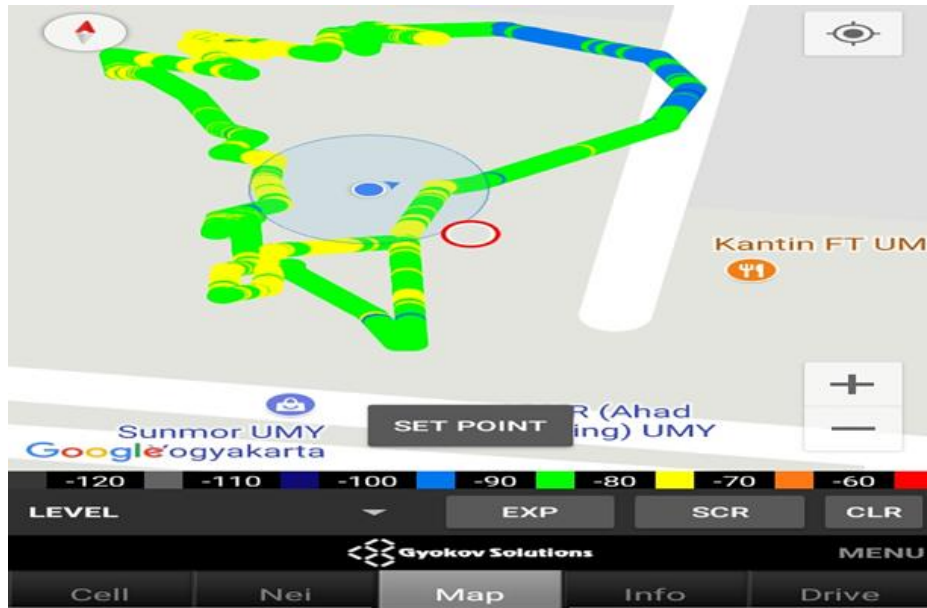 Kantin FT UM
R (Ahad
Sunmor UMY
SET POINT
ing) UMY
Google
ogyakarta
-120 -110 -100 -90 -80 -70 -60
LEVEL EXP SCR CLR
Gyokov Solutions MENU
Cell Nei Map Info Drive